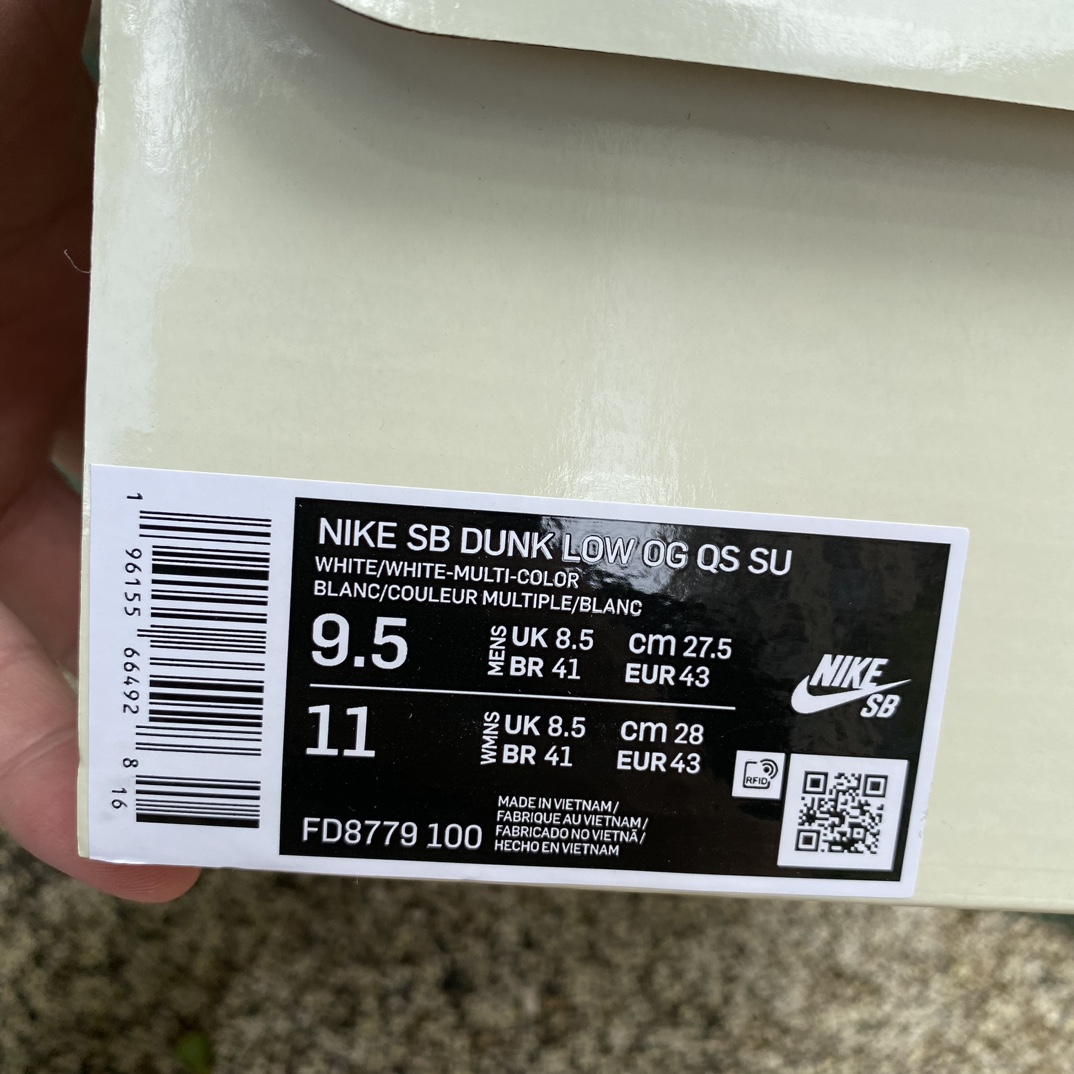 NIKE SB DUNK LOW OG QS SU
WHITE/WHITE-MULTI-COLOR
BLANC/COULEUR MULTIPLE/BLANC
9.5
MENS
UK 8.5 cm 27.5
BR 41 EUR 43
11
WMNS
UK 8.5 cm 28
BR 41 EUR 43
NIKE
SB
RFID
FD8779 100
MADE IN VIETNAM/
FABRIQUE AU VIETNAM/
FABRICADO NO VIETNÃ/
HECHO EN VIETNAM
1 96155 66492 8 16